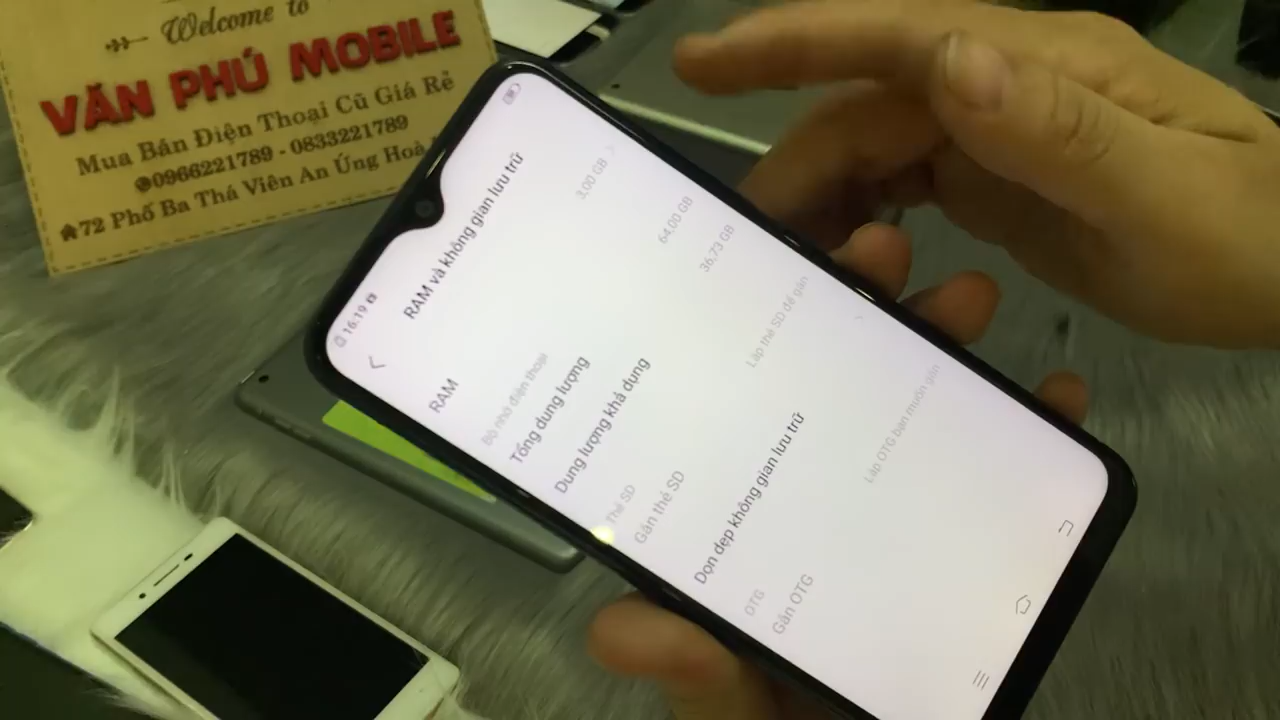 Welcome to
VĂN PHÚ MOBILE
Mua Bán Điện Thoại Cũ Giá Rẻ
0966221789 - 0833221789
72 Phố Ba Thá Viên An Ứng Hoà
16:19
RAM và không gian lưu trữ
RAM 3,00 GB
Bộ nhớ điện thoại
Tổng dung lượng 64,00 GB
Dung lượng khả dụng 36,73 GB
Thẻ SD
Gắn thẻ SD Lắp thẻ SD để gắn
Dọn dẹp không gian lưu trữ
OTG
Gắn OTG Lắp OTG bạn muốn gắn